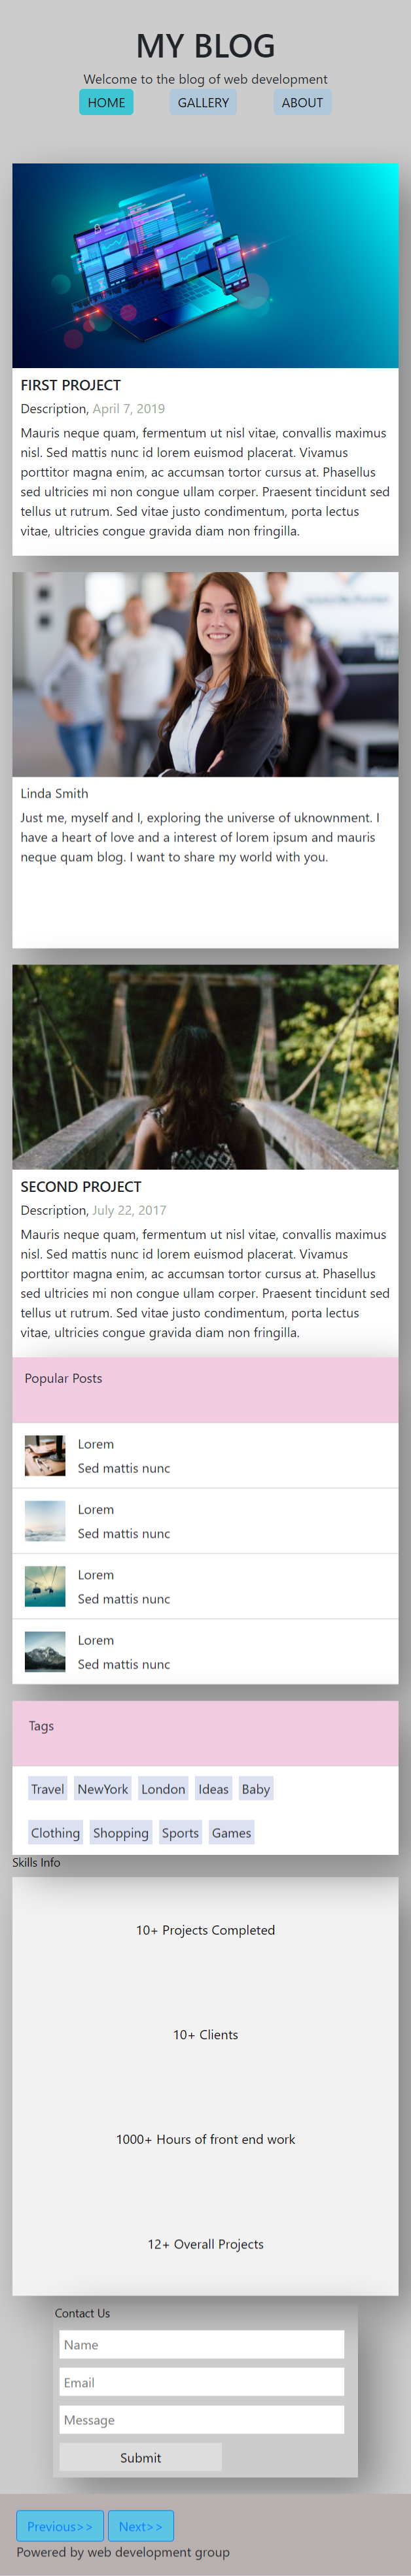 MY BLOG
Welcome to the blog of web development
HOME GALLERY ABOUT
FIRST PROJECT
Description, April 7, 2019
Mauris neque quam, fermentum ut nisl vitae, convallis maximus
nisl. Sed mattis nunc id lorem euismod placerat. Vivamus
porttitor magna enim, ac accumsan tortor cursus at. Phasellus
sed ultricies mi non congue ullam corper. Praesent tincidunt sed
tellus ut rutrum. Sed vitae justo condimentum, porta lectus
vitae, ultricies congue gravida diam non fringilla.
Linda Smith
Just me, myself and I, exploring the universe of uknownment. I
have a heart of love and a interest of lorem ipsum and mauris
neque quam blog. I want to share my world with you.
SECOND PROJECT
Description, July 22, 2017
Mauris neque quam, fermentum ut nisl vitae, convallis maximus
nisl. Sed mattis nunc id lorem euismod placerat. Vivamus
porttitor magna enim, ac accumsan tortor cursus at. Phasellus
sed ultricies mi non congue ullam corper. Praesent tincidunt sed
tellus ut rutrum. Sed vitae justo condimentum, porta lectus
vitae, ultricies congue gravida diam non fringilla.
Popular Posts
Lorem
Sed mattis nunc
Lorem
Sed mattis nunc
Lorem
Sed mattis nunc
Lorem
Sed mattis nunc
Tags
Travel NewYork London Ideas Baby
Clothing Shopping Sports Games
Skills Info
10+ Projects Completed
10+ Clients
1000+ Hours of front end work
12+ Overall Projects
Contact Us
Name
Email
Message
Submit
Previous>> Next>>
Powered by web development group